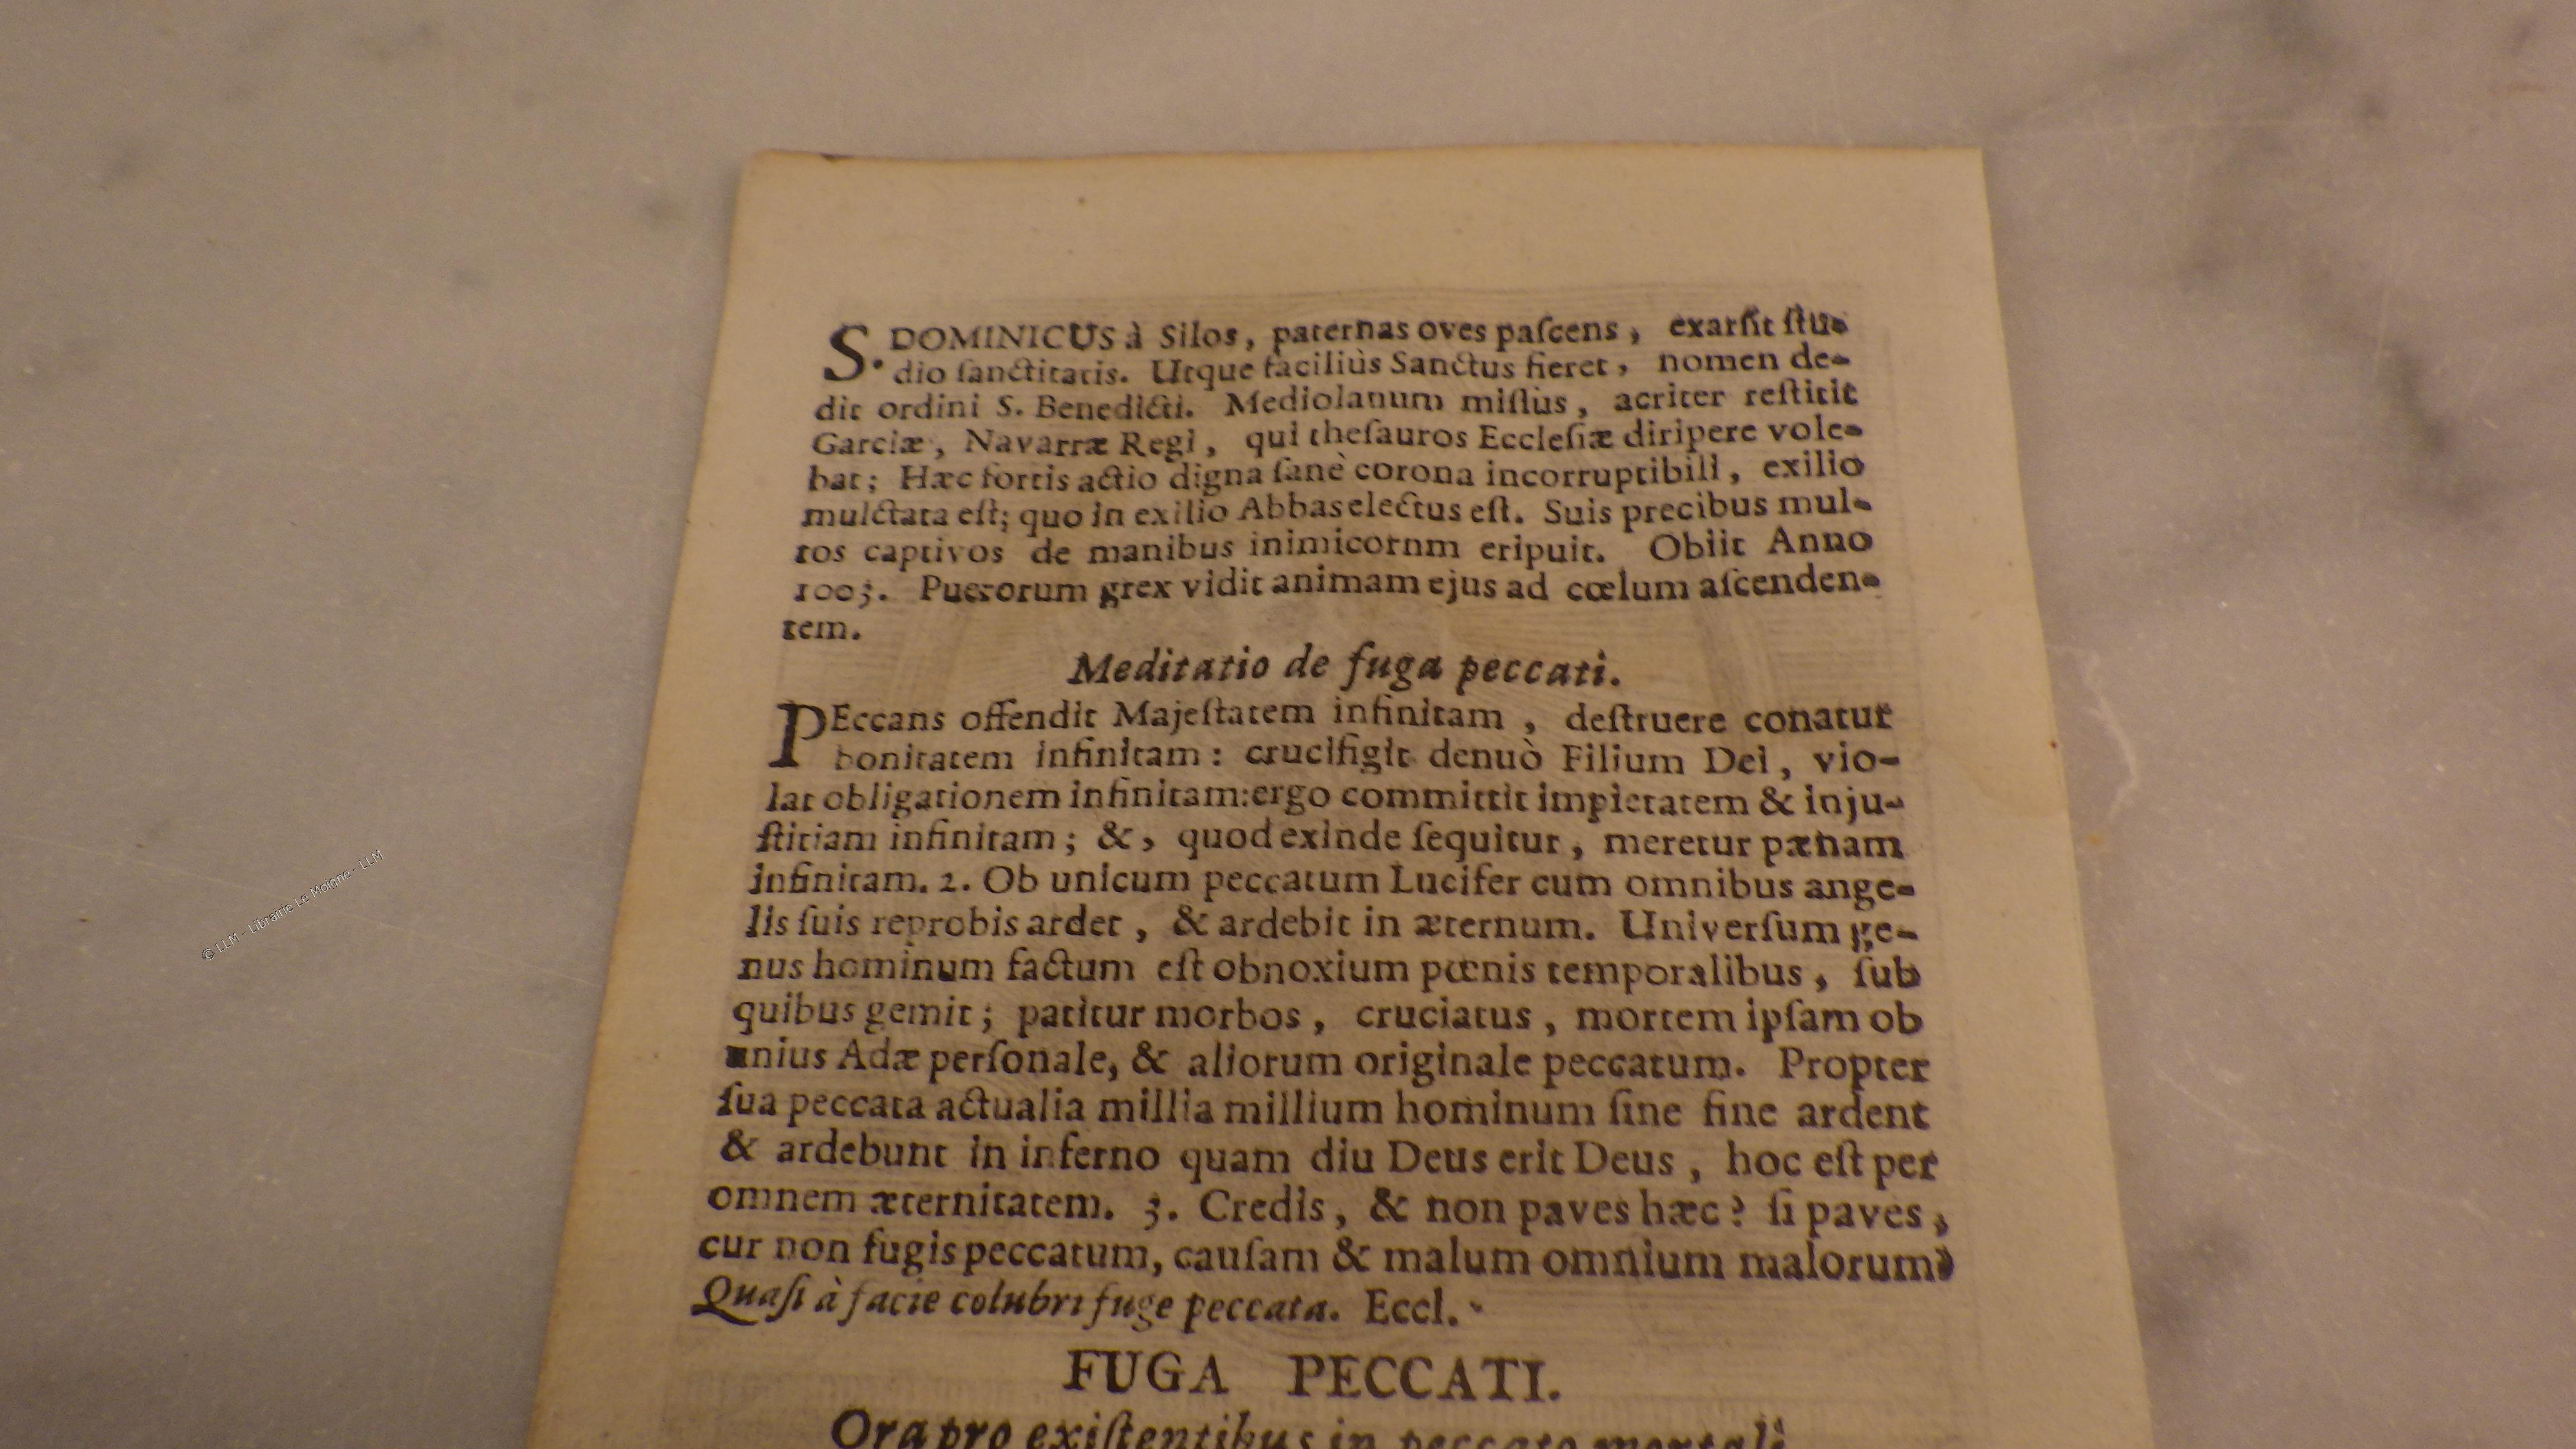 S. DOMINICUS à Silos, paternas oves paſcens, exarſit ſtu-
dio ſanctitatis. Utque faciliùs Sanctus fieret, nomen de-
dit ordini S. Benedicti. Mediolanum miſſus, acriter reſtitit
Garciæ, Navarræ Regi, qui theſauros Eccleſiæ diripere vole-
bat; Hæc fortis actio digna ſanè corona incorruptibili, exilio
mulctata eſt; quo in exilio Abbas electus eſt. Suis precibus mul-
tos captivos de manibus inimicornm eripuit. Obiit Anno
1003. Puerorum grex vidit animam ejus ad cœlum aſcenden-
tem.
Meditatio de fuga peccati.
PEccans offendit Majeſtatem infinitam, deſtruere conatur
bonitatem infinitam: crucifigit denuò Filium Dei, vio-
lat obligationem infinitam:ergo committit impietatem & inju-
ſtitiam infinitam; &, quod exinde ſequitur, meretur pænam
infinitam. 2. Ob unicum peccatum Lucifer cum omnibus ange-
lis ſuis reprobis ardet, & ardebit in æternum. Univerſum ge-
nus hominum factum eſt obnoxium pœnis temporalibus, ſub
quibus gemit; patitur morbos, cruciatus, mortem ipſam ob
unius Adæ perſonale, & aliorum originale peccatum. Propter
ſua peccata actualia millia millium hominum ſine fine ardent
& ardebunt in inferno quam diu Deus erit Deus, hoc eſt per
omnem æternitatem. 3. Credis, & non paves hæc? ſi paves,
cur non fugis peccatum, cauſam & malum omnium malorum?
Quaſi à facie colubri fuge peccata. Eccl.
FUGA PECCATI.
Ora pro exiſtentibus in peccato mortali
© LLM - Librairie Le Moigne - LLM